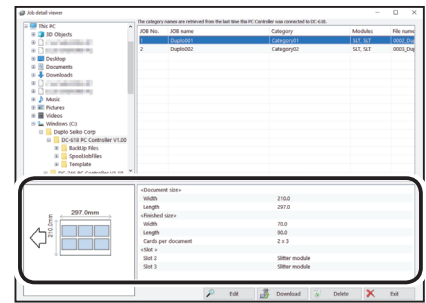 Job detail viewer
The category names are retrieved from the last time this PC Controller was connected to DC-618.
This PC
3D Objects
Desktop
Documents
Downloads
Music
Pictures
Videos
Windows (C:)
Duplo Seiko Corp
DC-618 PC Controller V1.00
BackUp Files
SpoolJobFiles
Template
JOB No. JOB name Category Modules File name
1 Duplo001 Category01 SLT, SLT
2 Duplo002 Category02 SLT, SLT
297.0mm
210.0mm
«Document size»
Width 210.0
Length 297.0
«Finished size»
Width 70.0
Length 90.0
Cards per document 2 x 3
«Slot »
Slot 2 Slitter module
Slot 3 Slitter module
Edit Download Delete Exit